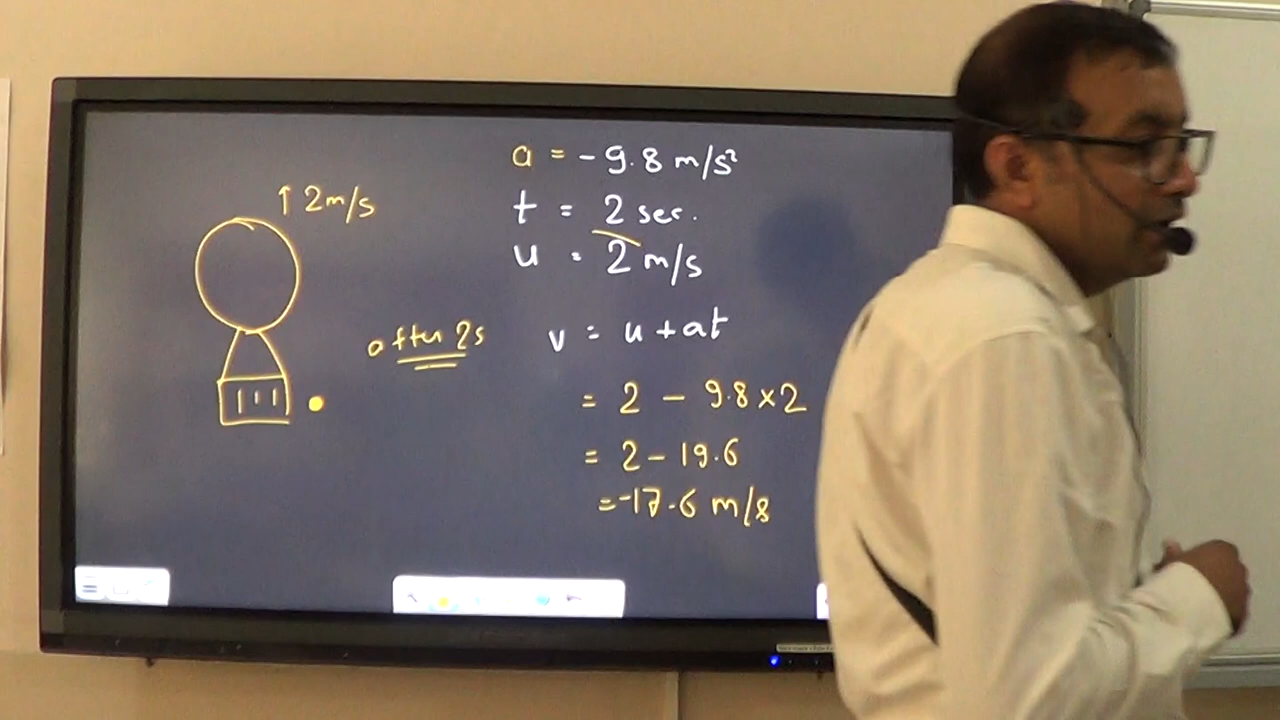 a = -9.8 m/s²
↑ 2m/s
t = 2 sec.
u = 2 m/s
after 2s
v = u + at
= 2 - 9.8 × 2
= 2 - 19.6
= -17.6 m/s